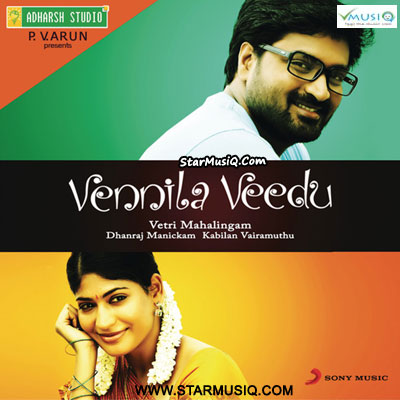 ADHARSH STUDIO
P. V. ARUN
presents
VMUSIQ
StarMusiQ.Com
Vennila Veedu
Vetri Mahalingam
Dhanraj Manickam Kabilan Vairamuthu
SONY MUSIC
WWW.STARMUSIQ.COM